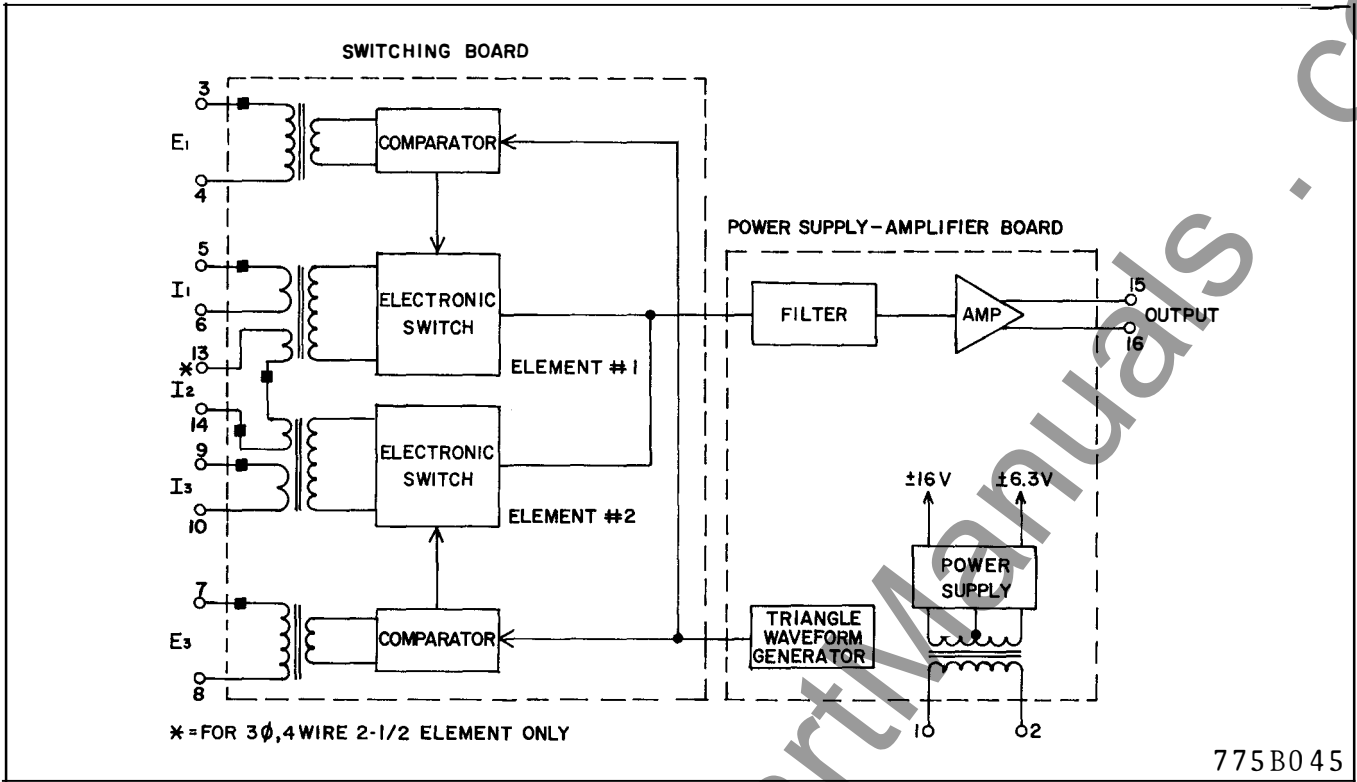 SWITCHING BOARD
3
E1
4
COMPARATOR
5
I1
6
13
*
I2
14
9
I3
10
ELECTRONIC
SWITCH
ELEMENT #1
ELECTRONIC
SWITCH
ELEMENT #2
7
E3
8
COMPARATOR
POWER SUPPLY-AMPLIFIER BOARD
FILTER
AMP
15
OUTPUT
16
±16V
±6.3V
POWER
SUPPLY
TRIANGLE
WAVEFORM
GENERATOR
1
2
*=FOR 3Ø,4WIRE 2-1/2 ELEMENT ONLY
775B045